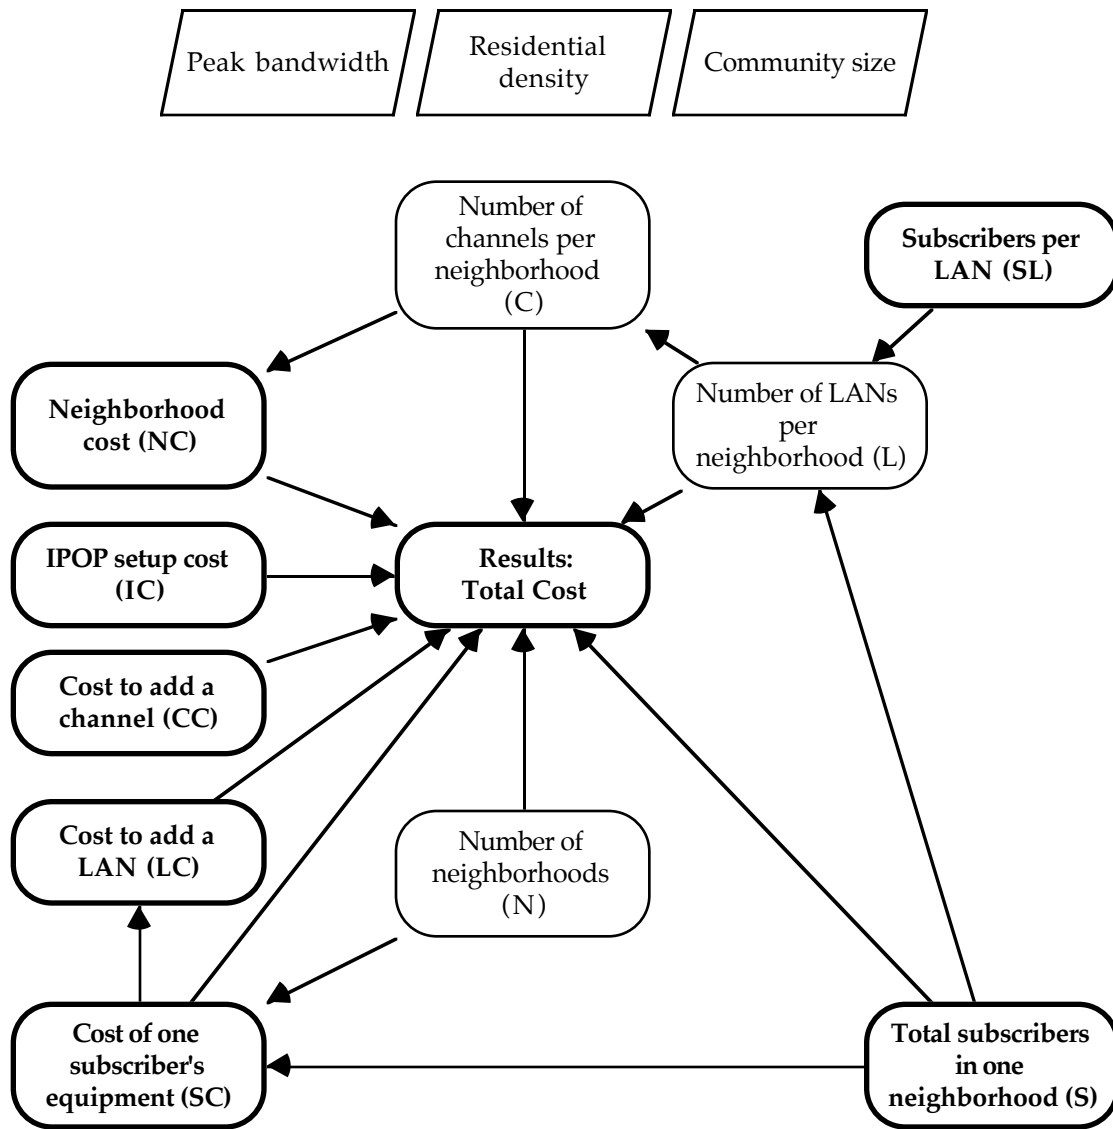 Peak bandwidth
Residential
density
Community size
Number of
channels per
neighborhood
(C)
Subscribers per
LAN (SL)
Neighborhood
cost (NC)
Number of LANs
per
neighborhood (L)
IPOP setup cost
(IC)
Results:
Total Cost
Cost to add a
channel (CC)
Cost to add a
LAN (LC)
Number of
neighborhoods
(N)
Cost of one
subscriber's
equipment (SC)
Total subscribers
in one
neighborhood (S)